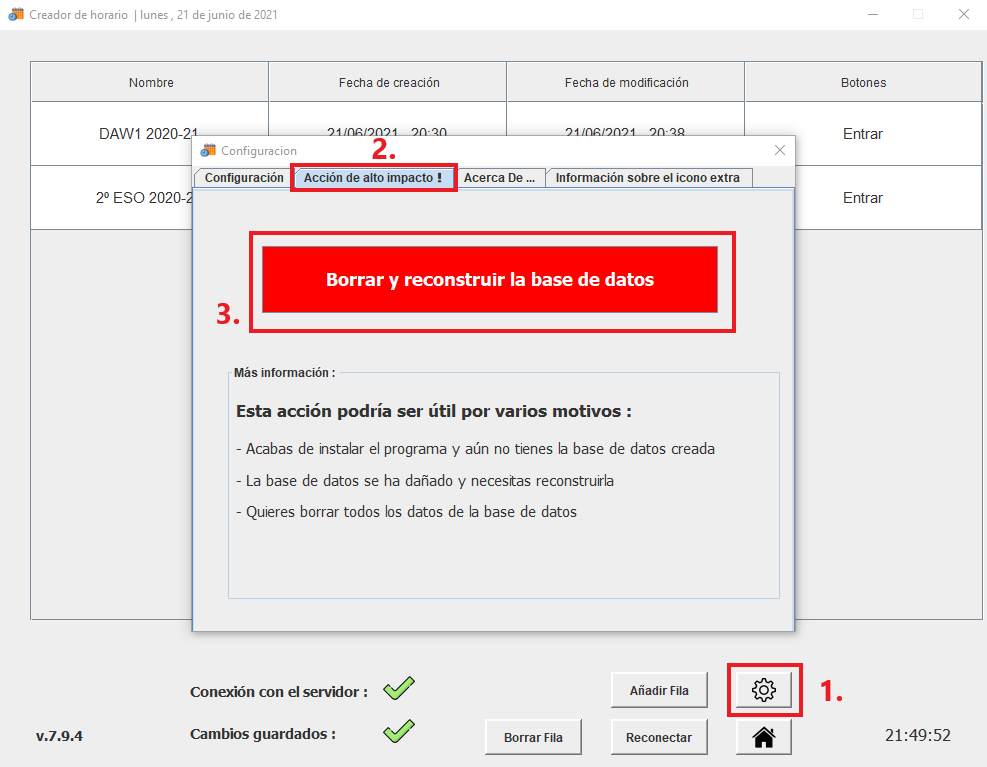 Creador de horario | lunes , 21 de junio de 2021
Nombre
Fecha de creación
Fecha de modificación
Botones
DAW1 2020-21
21/06/2021 20:30
21/06/2021 20:38
Entrar
2º ESO 2020-2
Entrar
Configuracion
2.
Configuración
Acción de alto impacto !
Acerca De ...
Información sobre el icono extra
Borrar y reconstruir la base de datos
3.
Más información :
Esta acción podría ser útil por varios motivos :
- Acabas de instalar el programa y aún no tienes la base de datos creada
- La base de datos se ha dañado y necesitas reconstruirla
- Quieres borrar todos los datos de la base de datos
Conexión con el servidor :
Añadir Fila
1.
v.7.9.4
Cambios guardados :
Borrar Fila
Reconectar
21:49:52